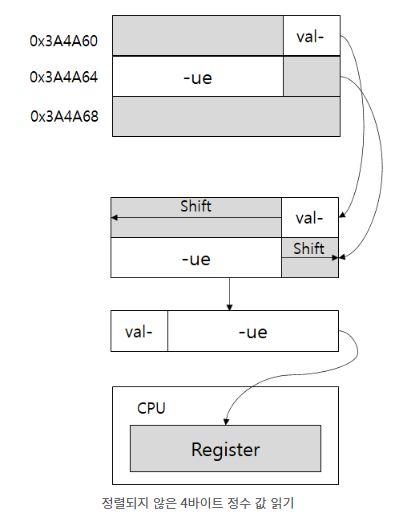 0x3A4A60
val-
0x3A4A64
-ue
0x3A4A68
Shift
val-
-ue
Shift
val-
-ue
CPU
Register
정렬되지 않은 4바이트 정수 값 읽기